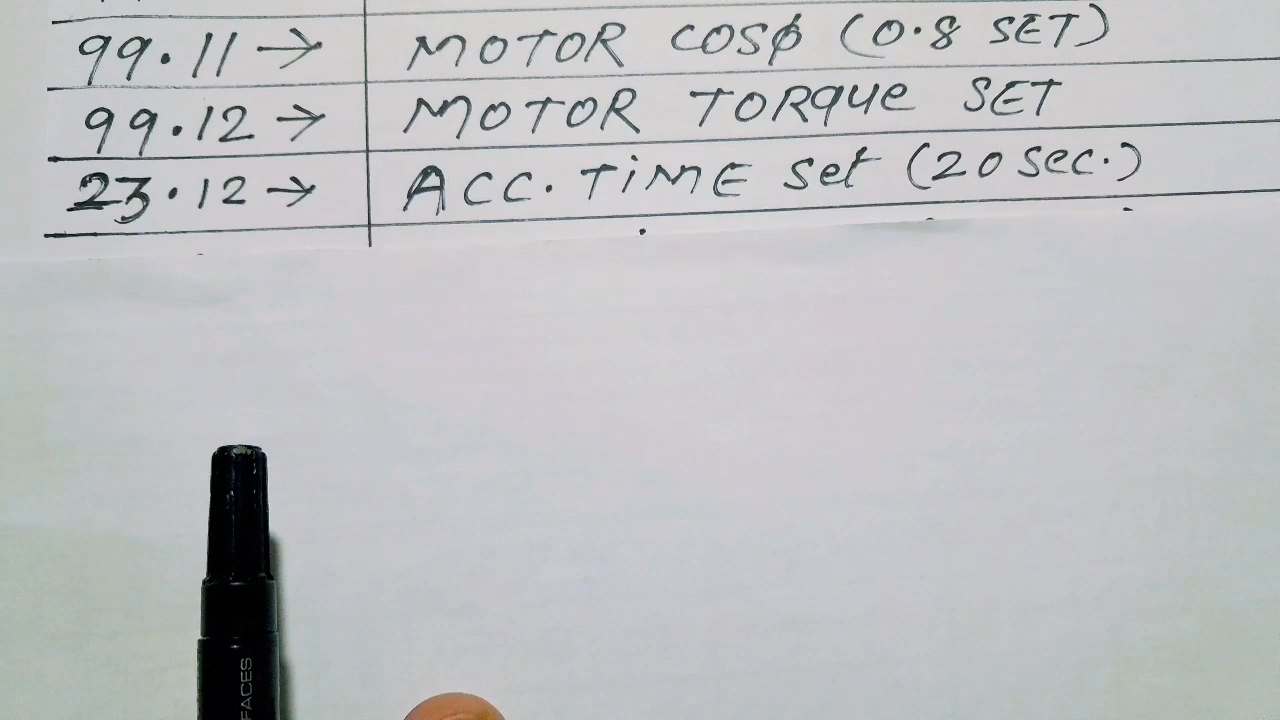 99.11 → MOTOR COSϕ (0.8 SET)
99.12 → MOTOR TORque SET
23.12 → ACC. TiME Set (20 Sec.)
FACES